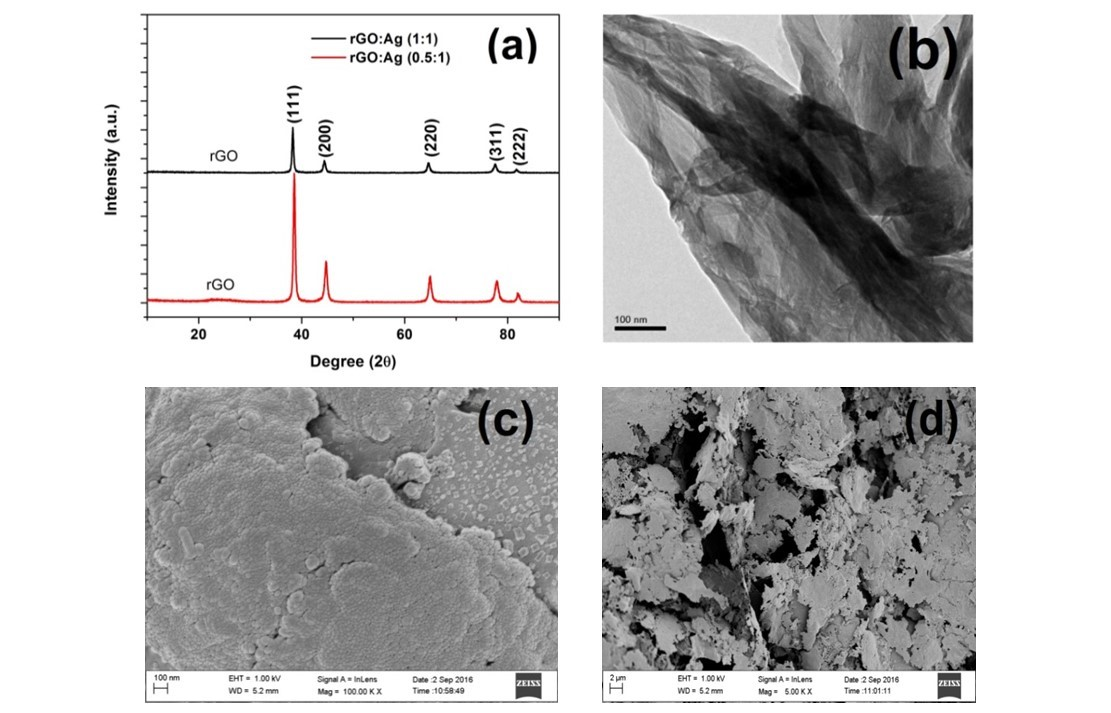 (a)
rGO:Ag (1:1)
rGO:Ag (0.5:1)
(111)
(200)
(220)
(311)
(222)
rGO
rGO
Intensity (a.u.)
20 40 60 80
Degree (2θ)
(b)
100 nm
(c)
100 nm EHT = 1.00 kV Signal A = InLens Date :2 Sep 2016
WD = 5.2 mm Mag = 100.00 K X Time :10:58:49
ZEISS
(d)
2 µm EHT = 1.00 kV Signal A = InLens Date :2 Sep 2016
WD = 5.2 mm Mag = 5.00 K X Time :11:01:11
ZEISS